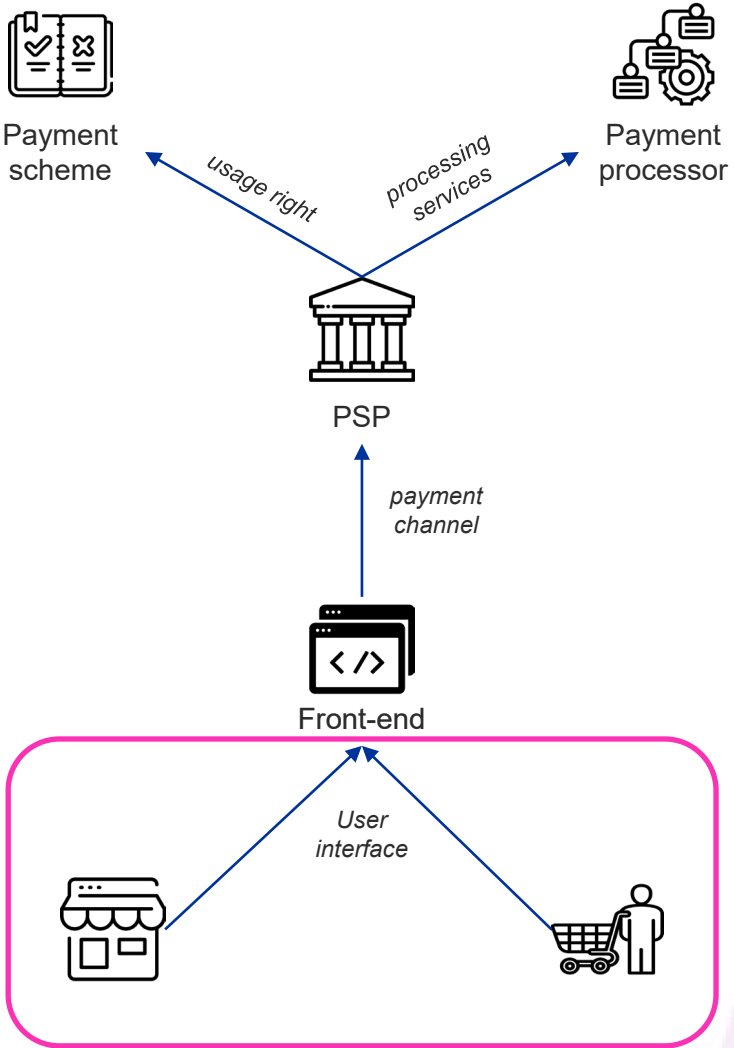 Payment
scheme
Payment
processor
usage right
processing
services
PSP
payment
channel
</>
Front-end
User
interface